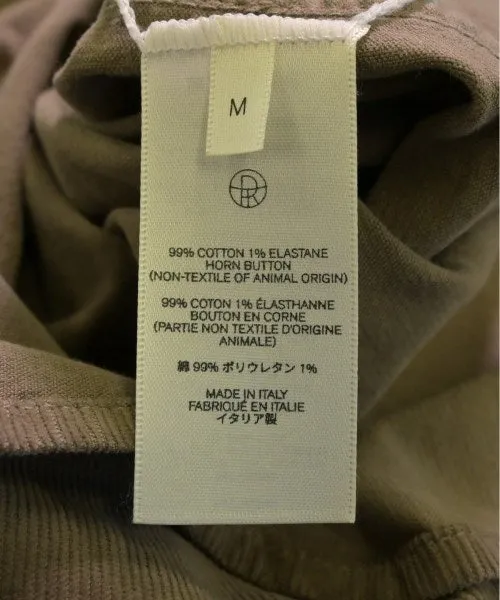 M
99% COTTON 1% ELASTANE
HORN BUTTON
(NON-TEXTILE OF ANIMAL ORIGIN)
99% COTON 1% ÉLASTHANNE
BOUTON EN CORNE
(PARTIE NON TEXTILE D'ORIGINE
ANIMALE)
綿 99% ポリウレタン 1%
MADE IN ITALY
FABRIQUÉ EN ITALIE
イタリア製